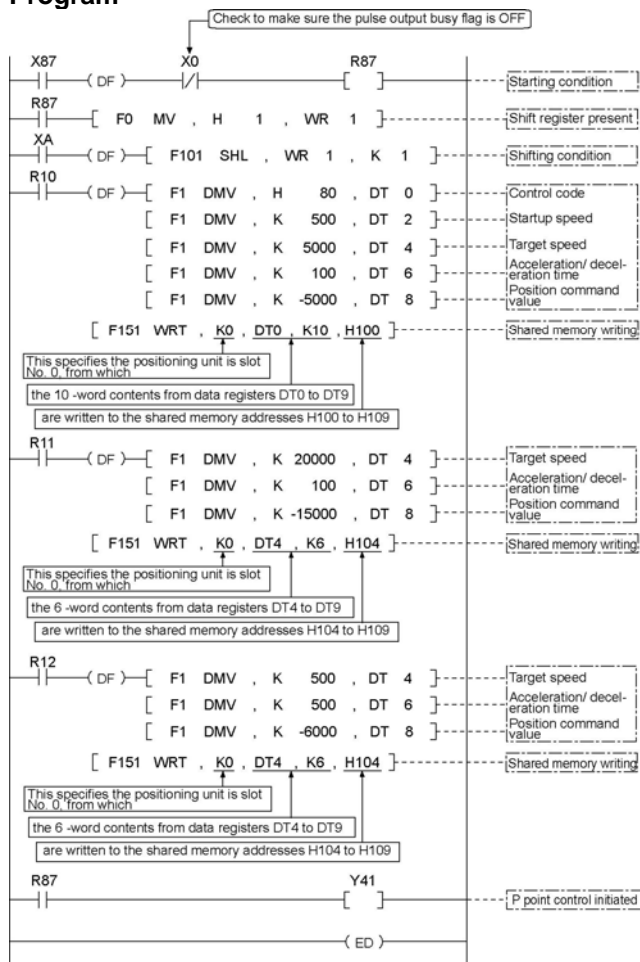 Program
Check to make sure the pulse output busy flag is OFF
X87 X0 R87
( DF ) [ ] Starting condition
R87
[ F0 MV , H 1 , WR 1 ] Shift register present
XA
( DF ) [ F101 SHL , WR 1 , K 1 ] Shifting condition
R10
( DF ) [ F1 DMV , H 80 , DT 0 Control code
[ F1 DMV , K 500 , DT 2 Startup speed
[ F1 DMV , K 5000 , DT 4 Target speed
[ F1 DMV , K 100 , DT 6 Acceleration/ decel-
eration time
[ F1 DMV , K -5000 , DT 8 ] Position command
value
[ F151 WRT , K0 , DT0 , K10 , H100 ] Shared memory writing
This specifies the positioning unit is slot
No. 0, from which
the 10 -word contents from data registers DT0 to DT9
are written to the shared memory addresses H100 to H109
R11
( DF ) [ F1 DMV , K 20000 , DT 4 ] Target speed
[ F1 DMV , K 100 , DT 6 ] Acceleration/ decel-
eration time
[ F1 DMV , K -15000 , DT 8 ] Position command
value
[ F151 WRT , K0 , DT4 , K6 , H104 ] Shared memory writing
This specifies the positioning unit is slot
No. 0, from which
the 6 -word contents from data registers DT4 to DT9
are written to the shared memory addresses H104 to H109
R12
( DF ) [ F1 DMV , K 500 , DT 4 ] Target speed
[ F1 DMV , K 500 , DT 6 ] Acceleration/ decel-
eration time
[ F1 DMV , K -6000 , DT 8 ] Position command
value
[ F151 WRT , K0 , DT4 , K6 , H104 ] Shared memory writing
This specifies the positioning unit is slot
No. 0, from which
the 6 -word contents from data registers DT4 to DT9
are written to the shared memory addresses H104 to H109
R87 Y41
[ ] P point control initiated
( ED )